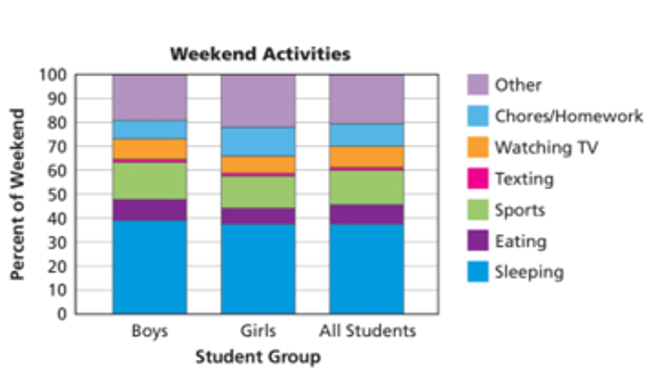 Weekend Activities
Percent of Weekend
100
90
80
70
60
50
40
30
20
10
0
Boys
Girls
All Students
Student Group
Other
Chores/Homework
Watching TV
Texting
Sports
Eating
Sleeping